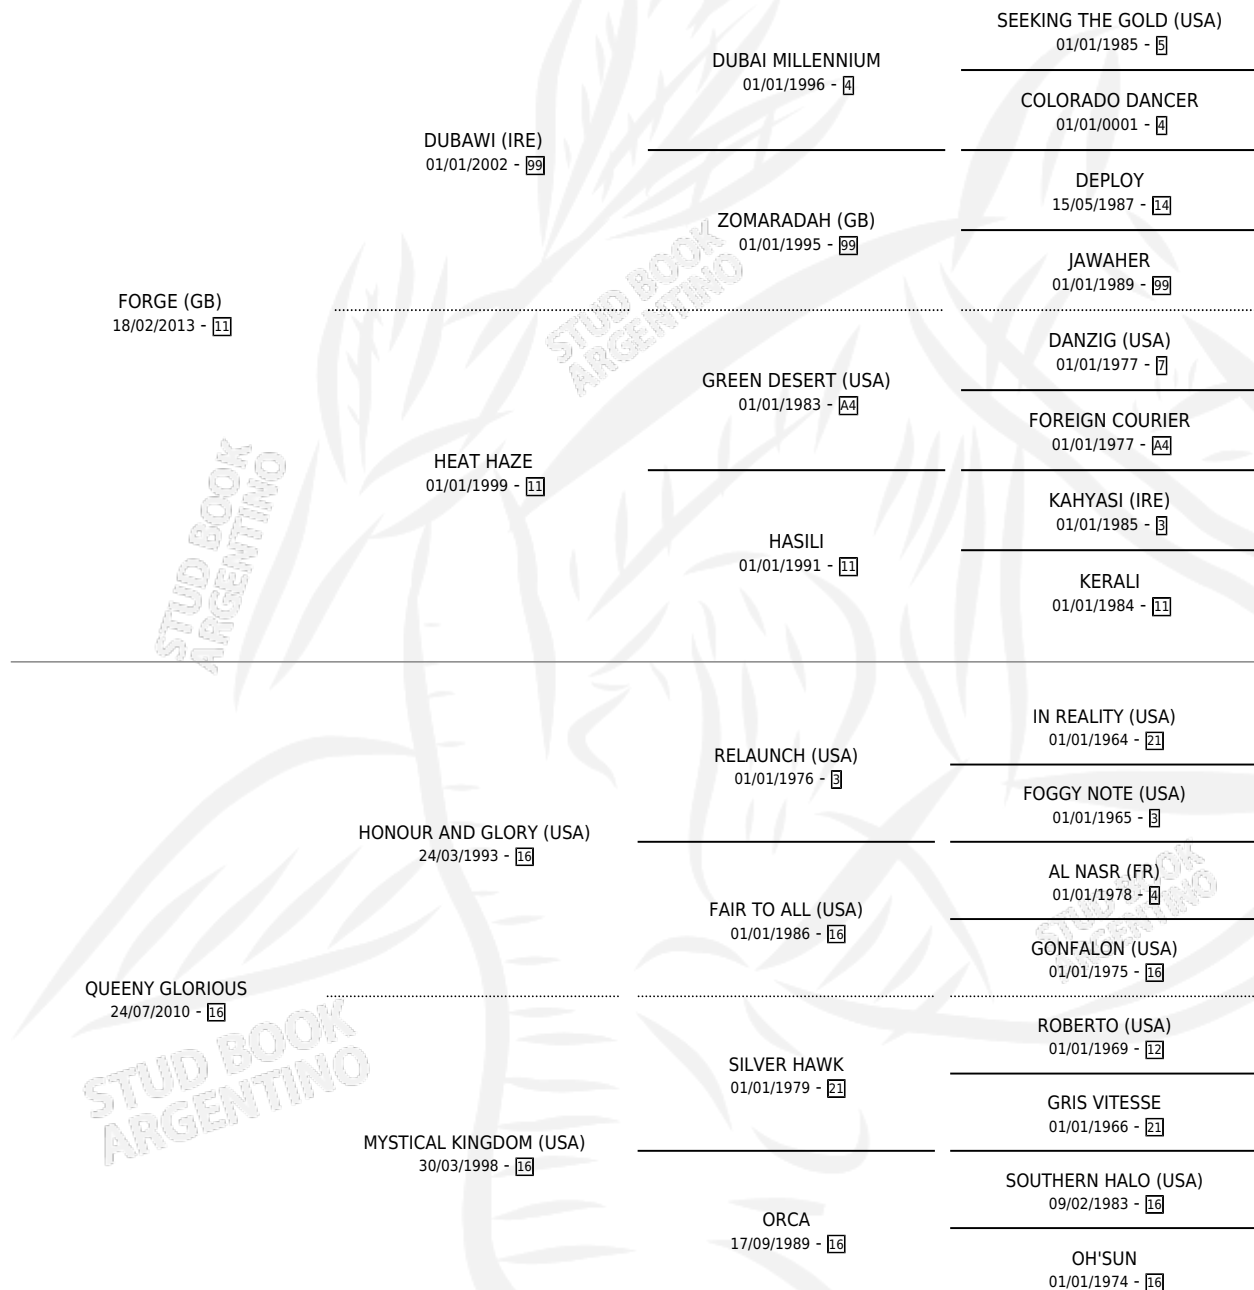 SEEKING THE GOLD (USA)
01/01/1985 - 5
DUBAI MILLENNIUM
01/01/1996 - 4
COLORADO DANCER
01/01/0001 - 4
DUBAWI (IRE)
01/01/2002 - 99
DEPLOY
15/05/1987 - 14
ZOMARADAH (GB)
01/01/1995 - 99
JAWAHER
01/01/1989 - 99
FORGE (GB)
18/02/2013 - 11
STUD BOOK
ARGENTINO
DANZIG (USA)
01/01/1977 - 7
GREEN DESERT (USA)
01/01/1983 - A4
FOREIGN COURIER
01/01/1977 - A4
HEAT HAZE
01/01/1999 - 11
KAHYASI (IRE)
01/01/1985 - 3
HASILI
01/01/1991 - 11
KERALI
01/01/1984 - 11
STUD BOOK
ARGENTINO
IN REALITY (USA)
01/01/1964 - 21
RELAUNCH (USA)
01/01/1976 - 3
FOGGY NOTE (USA)
01/01/1965 - 3
HONOUR AND GLORY (USA)
24/03/1993 - 16
AL NASR (FR)
01/01/1978 - 4
FAIR TO ALL (USA)
01/01/1986 - 16
GONFALON (USA)
01/01/1975 - 16
STUD BOOK
ARGENTINO
QUEENY GLORIOUS
24/07/2010 - 16
ROBERTO (USA)
01/01/1969 - 12
SILVER HAWK
01/01/1979 - 21
GRIS VITESSE
01/01/1966 - 21
STUD BOOK
ARGENTINO
MYSTICAL KINGDOM (USA)
30/03/1998 - 16
SOUTHERN HALO (USA)
09/02/1983 - 16
ORCA
17/09/1989 - 16
OH'SUN
01/01/1974 - 16